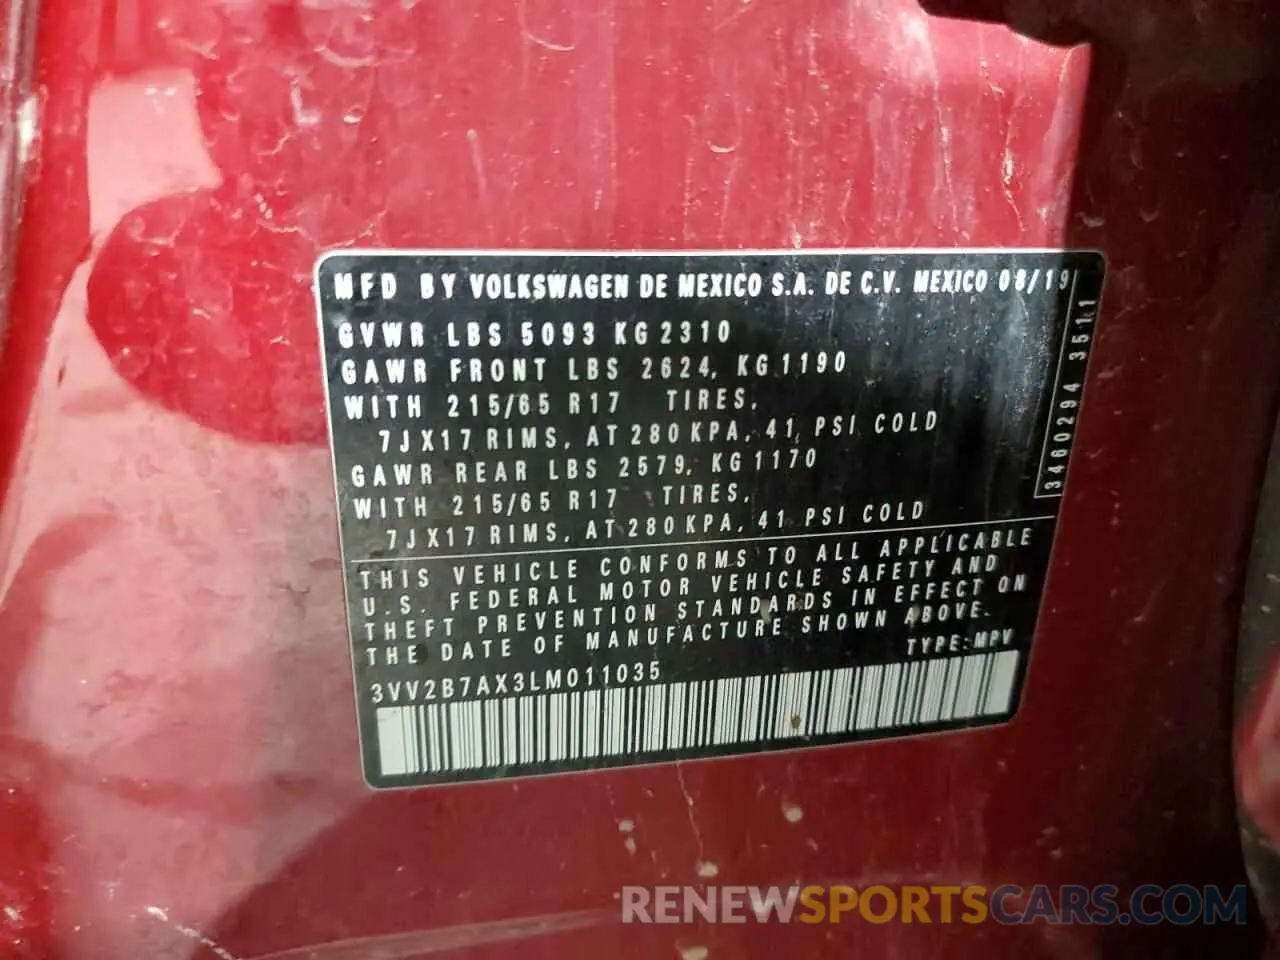 MFD BY VOLKSWAGEN DE MEXICO S.A. DE C.V. MEXICO 08/19
GVWR LBS 5093 KG 2310
GAWR FRONT LBS 2624, KG 1190
WITH 215/65 R17 TIRES,
7JX17 RIMS, AT 280 KPA, 41, PSI COLD
GAWR REAR LBS 2579, KG 1170
WITH 215/65 R17 TIRES,
7JX17 RIMS, AT 280 KPA, 41 PSI COLD
THIS VEHICLE CONFORMS TO ALL APPLICABLE
U.S. FEDERAL MOTOR VEHICLE SAFETY AND
THEFT PREVENTION STANDARDS IN EFFECT ON
THE DATE OF MANUFACTURE SHOWN ABOVE.
TYPE: MPV
3VV2B7AX3LM011035
3460294 3511
RENEWSPORTSCARS.COM